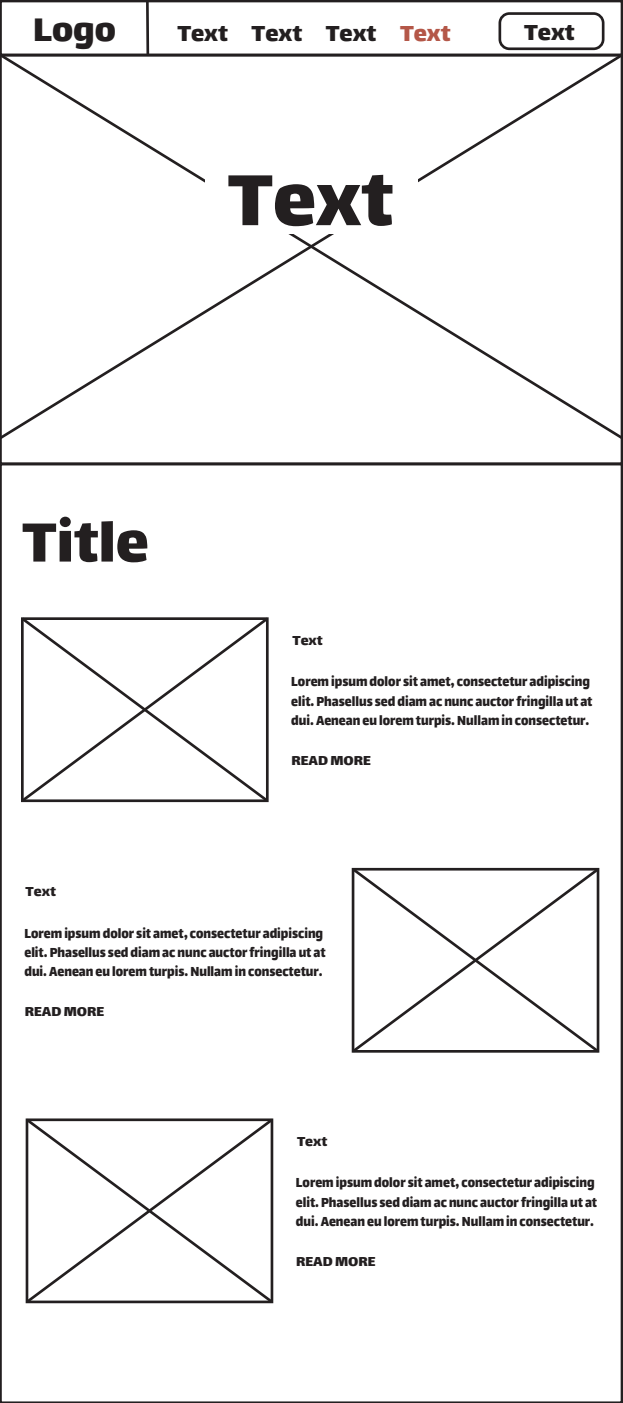 Logo Text Text Text Text Text
Text
Title
Text
Lorem ipsum dolor sit amet, consectetur adipiscing
elit. Phasellus sed diam ac nunc auctor fringilla ut at
dui. Aenean eu lorem turpis. Nullam in consectetur.
READ MORE
Text
Lorem ipsum dolor sit amet, consectetur adipiscing
elit. Phasellus sed diam ac nunc auctor fringilla ut at
dui. Aenean eu lorem turpis. Nullam in consectetur.
READ MORE
Text
Lorem ipsum dolor sit amet, consectetur adipiscing
elit. Phasellus sed diam ac nunc auctor fringilla ut at
dui. Aenean eu lorem turpis. Nullam in consectetur.
READ MORE